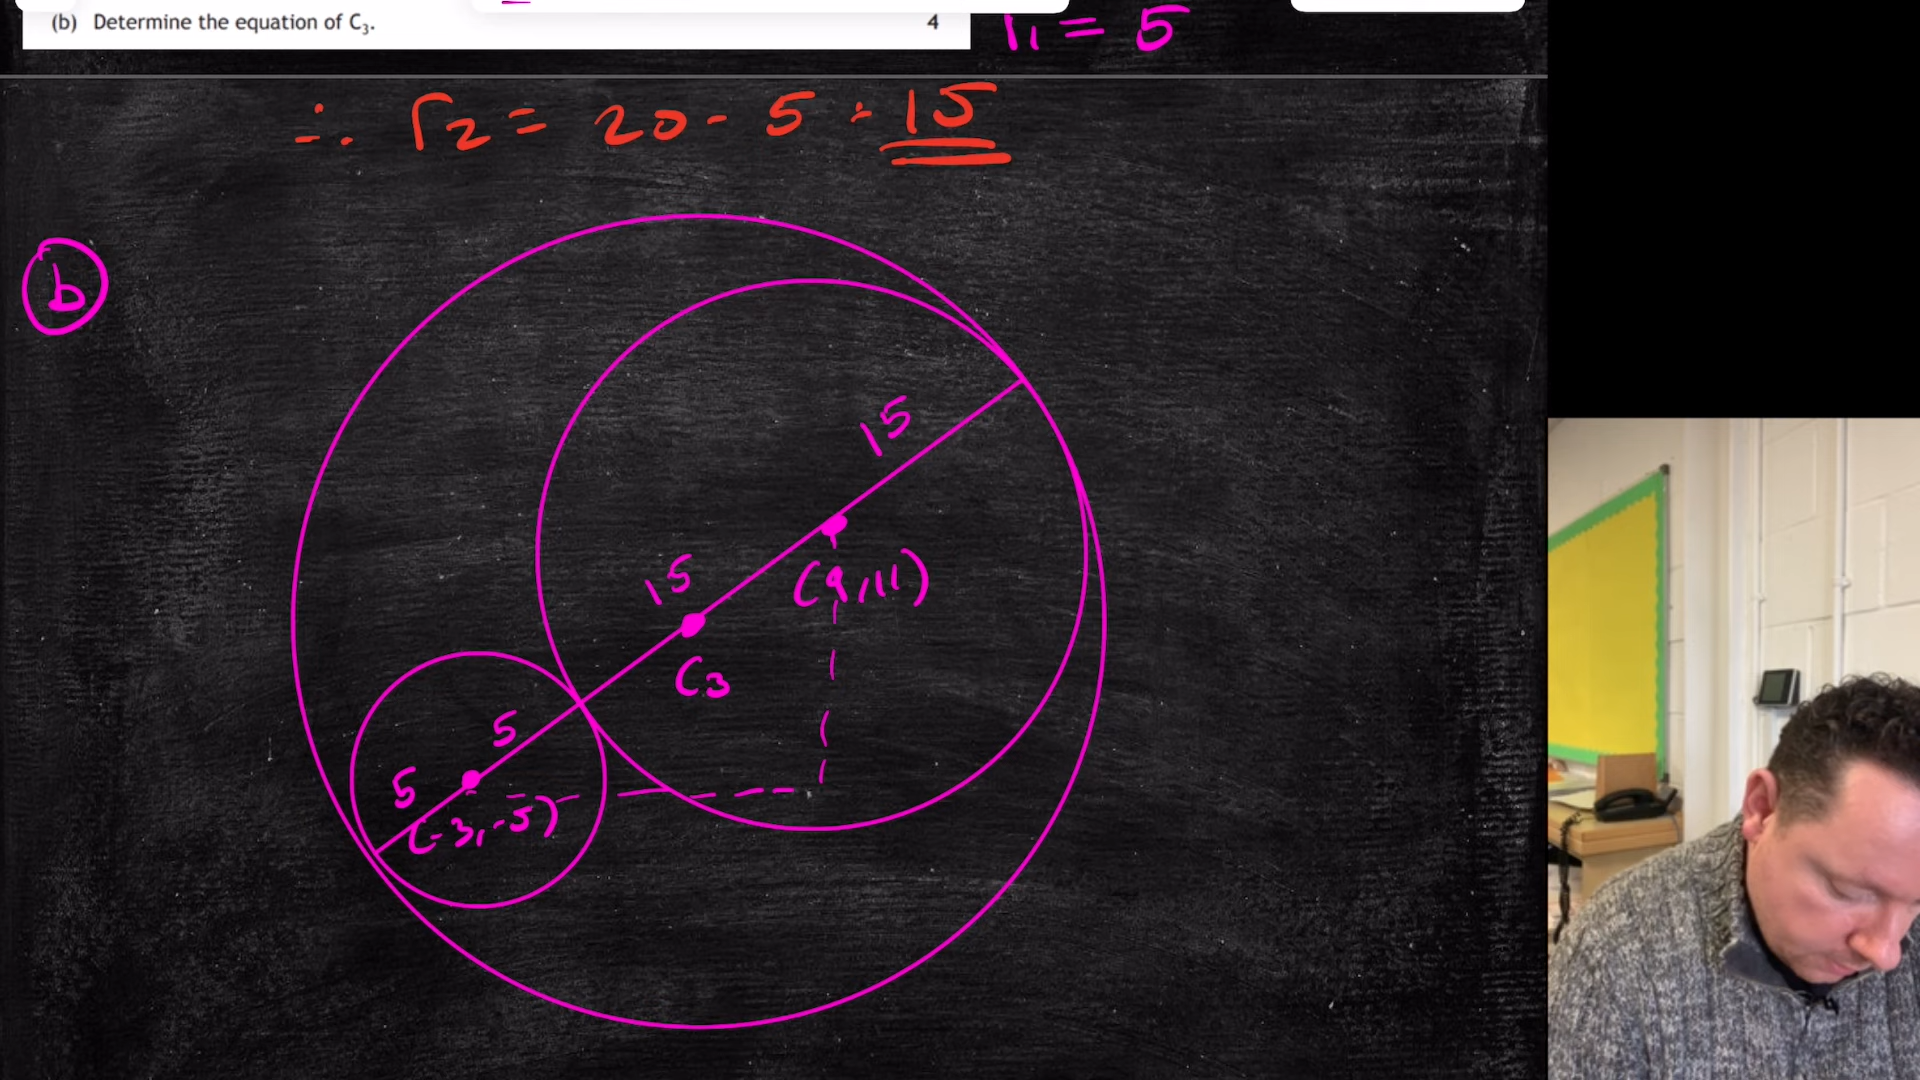 (b) Determine the equation of C₃. 4
r₁ = 5
∴ r₂ = 20 - 5 = 15
b
15
15
(9,11)
C3
5
5
(-3,-5)